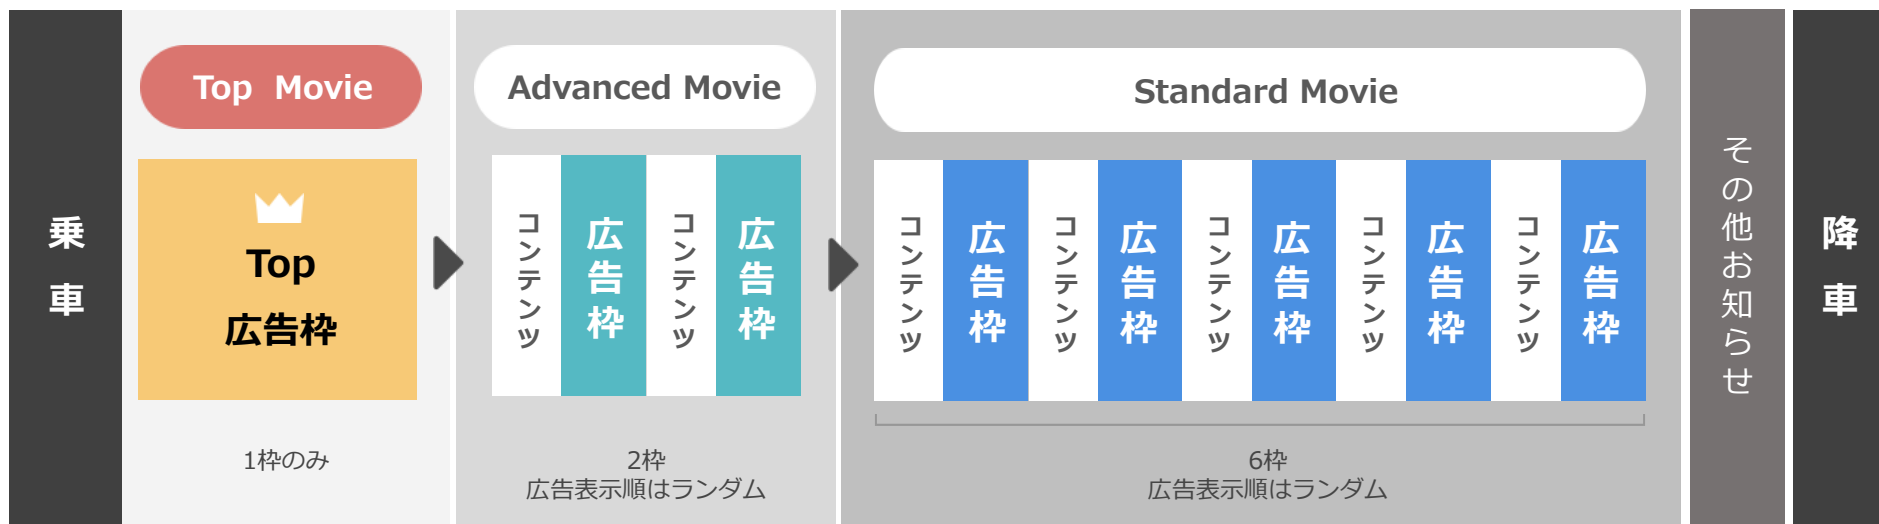 乗車
Top Movie
Top
広告枠
1枠のみ
Advanced Movie
コンテンツ
広告枠
コンテンツ
広告枠
2枠
広告表示順はランダム
Standard Movie
コンテンツ
広告枠
コンテンツ
広告枠
コンテンツ
広告枠
コンテンツ
広告枠
コンテンツ
広告枠
6枠
広告表示順はランダム
その他お知らせ
降車